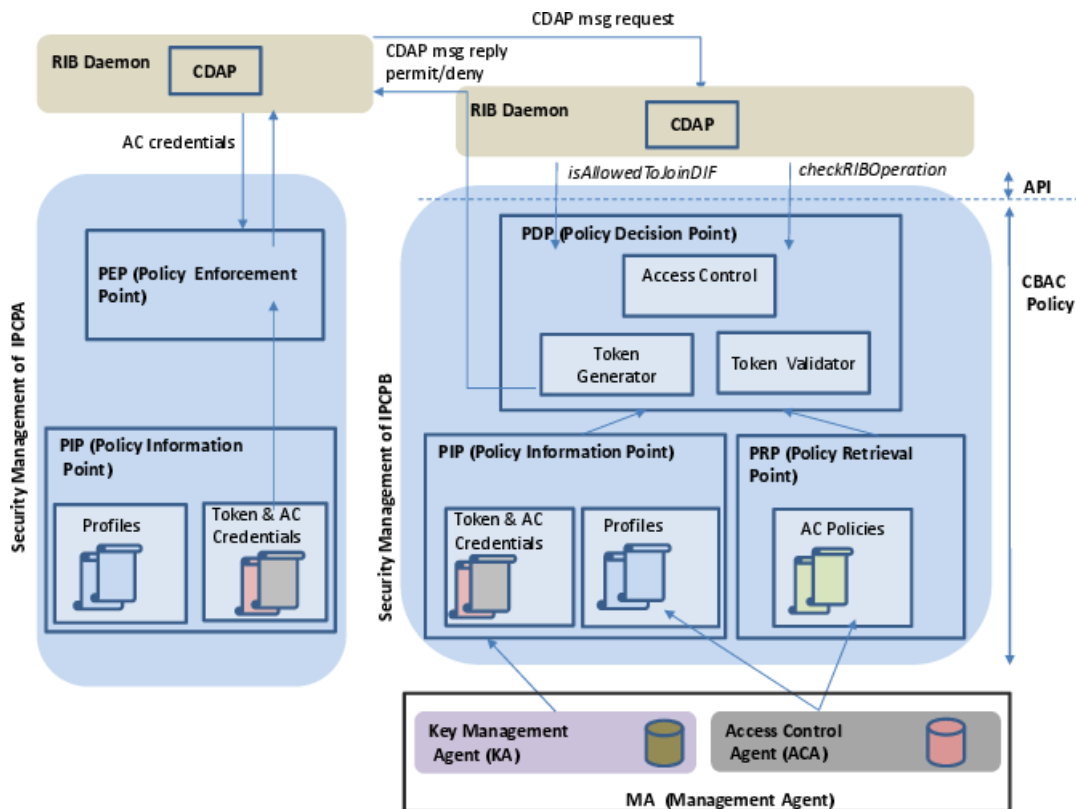 CDAP msg request
RIB Daemon
CDAP
CDAP msg reply
permit/deny
RIB Daemon
CDAP
AC credentials
isAllowedToJoinDIF
checkRIBOperation
API
PDP (Policy Decision Point)
Access Control
PEP (Policy Enforcement
Point)
CBAC
Policy
Token
Generator
Token Validator
Security Management of IPCPA
Security Management of IPCPB
PIP (Policy Information
Point)
Profiles
Token & AC
Credentials
PIP (Policy Information Point)
Token & AC
Credentials
Profiles
PRP (Policy Retrieval
Point)
AC Policies
Key Management
Agent (KA)
Access Control
Agent (ACA)
MA (Management Agent)